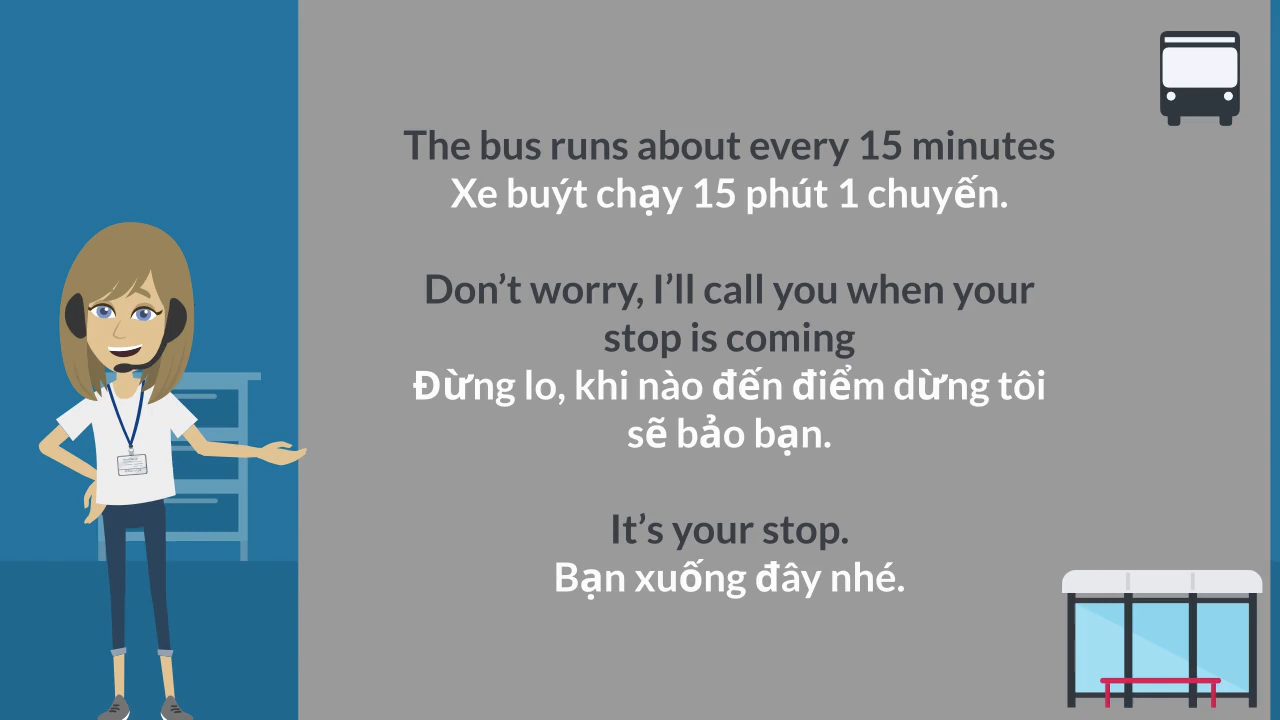 The bus runs about every 15 minutes
Xe buýt chạy 15 phút 1 chuyến.
Don’t worry, I’ll call you when your
stop is coming
Đừng lo, khi nào đến điểm dừng tôi
sẽ bảo bạn.
It’s your stop.
Bạn xuống đây nhé.